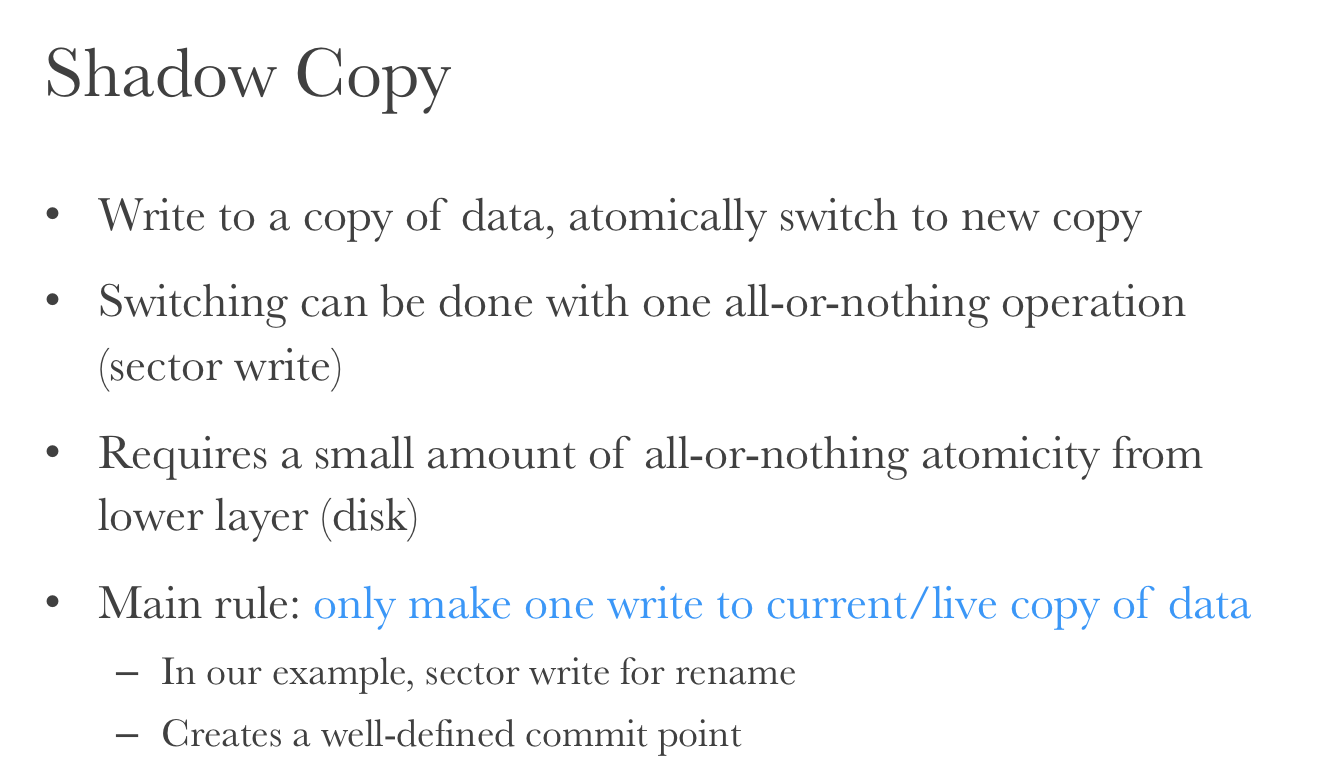 Shadow Copy
• Write to a copy of data, atomically switch to new copy
• Switching can be done with one all-or-nothing operation
(sector write)
• Requires a small amount of all-or-nothing atomicity from
lower layer (disk)
• Main rule: only make one write to current/live copy of data
– In our example, sector write for rename
– Creates a well-defined commit point